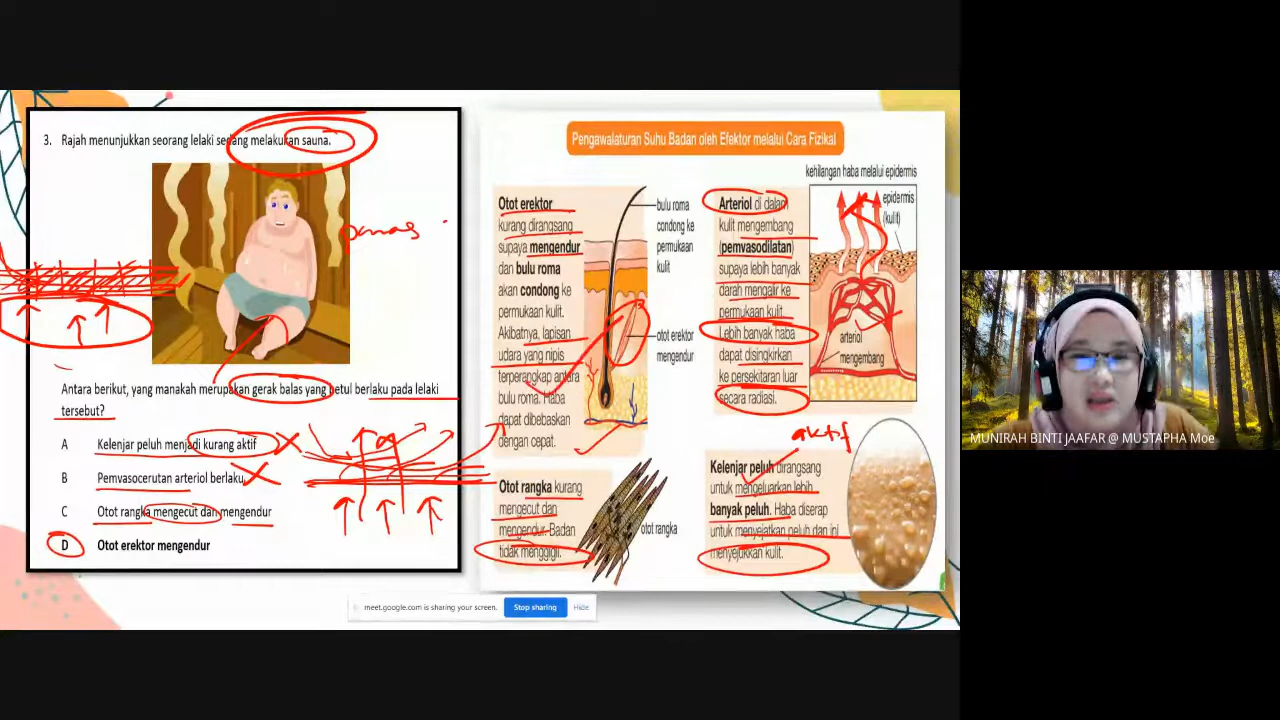 3. Rajah menunjukkan seorang lelaki sedang melakukan sauna.
panas
Antara berikut, yang manakah merupakan gerak balas yang betul berlaku pada lelaki
tersebut?
A Kelenjar peluh menjadi kurang aktif
B Pemvasocerutan arteriol berlaku
C Otot rangka mengecut dan mengendur
D Otot erektor mengendur
Pengawalaturan Suhu Badan oleh Efektor melalui Cara Fizikal
Otot erektor
kurang dirangsang
supaya mengendur
dan bulu roma
akan condong ke
permukaan kulit.
Akibatnya, lapisan
udara yang nipis
terperangkap antara
bulu roma. Haba
dapat dibebaskan
dengan cepat.
bulu roma
condong ke
permukaan
kulit
otot erektor
mengendur
Arteriol di dalam
kulit mengembang
(pemvasodilatan)
supaya lebih banyak
darah mengalir ke
permukaan kulit.
Lebih banyak haba
dapat disingkirkan
ke persekitaran luar
secara radiasi.
kehilangan haba melalui epidermis
epidermis
(kulit)
arteriol
mengembang
Otot rangka kurang
mengecut dan
mengendur. Badan
tidak menggigil.
otot rangka
aktif
Kelenjar peluh dirangsang
untuk mengeluarkan lebih
banyak peluh. Haba diserap
untuk menyejatkan peluh dan ini
menyejukkan kulit.
meet.google.com is sharing your screen.
Stop sharing
Hide
MUNIRAH BINTI JAAFAR @ MUSTAPHA Moe